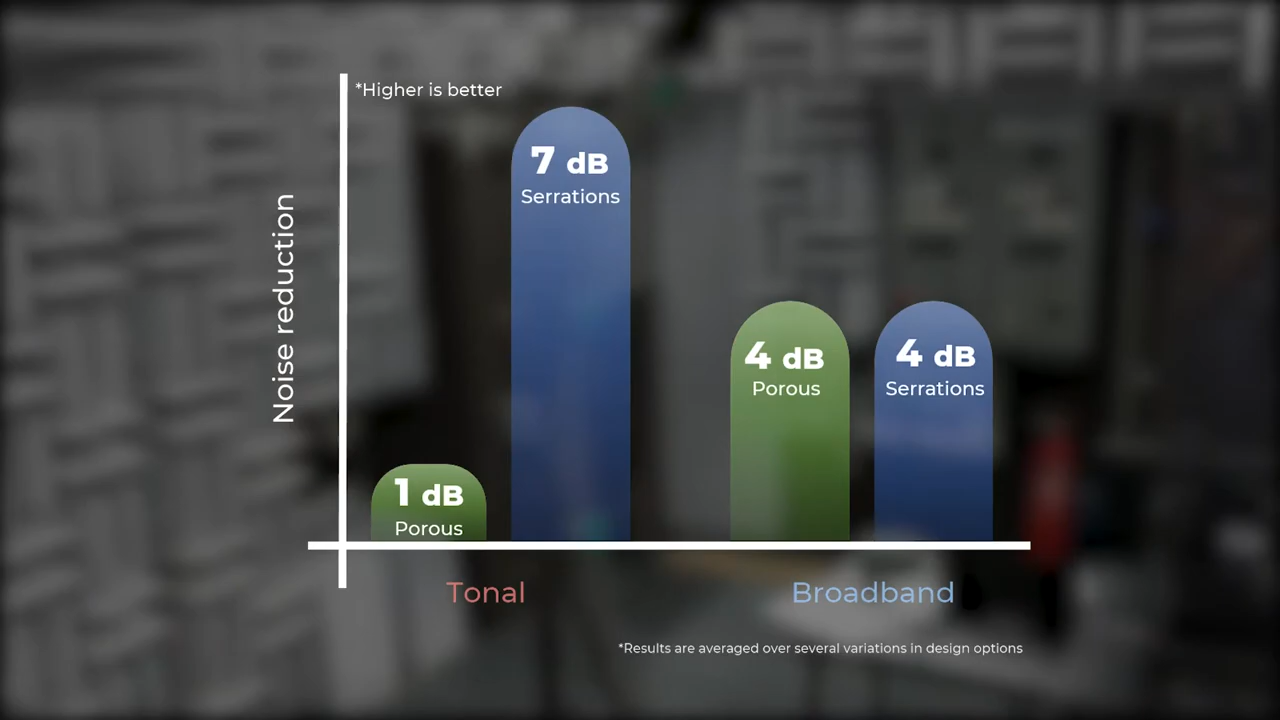 *Higher is better
Noise reduction
7 dB
Serrations
4 dB
Porous
4 dB
Serrations
1 dB
Porous
Tonal
Broadband
*Results are averaged over several variations in design options